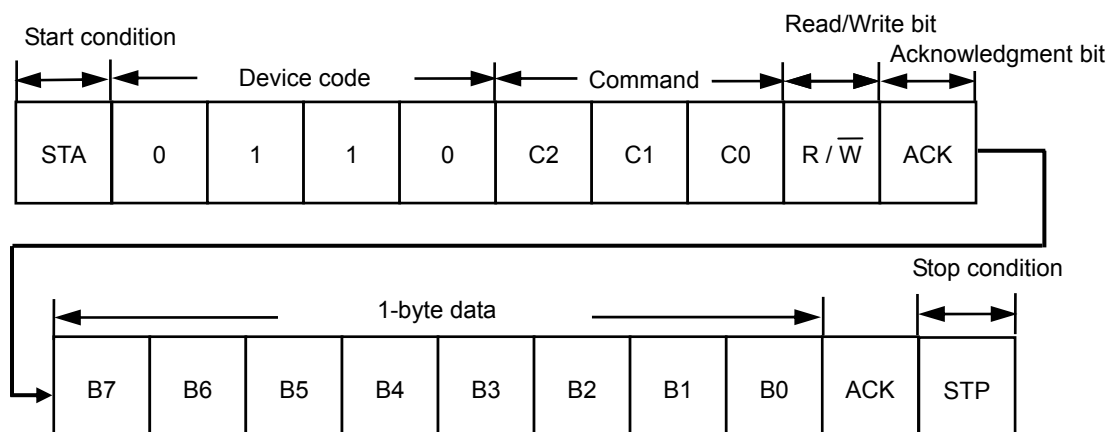 Read/Write bit
Start condition
Acknowledgment bit
Device code
Command
STA 0 1 1 0 C2 C1 C0 R / W̅ ACK
Stop condition
1-byte data
B7 B6 B5 B4 B3 B2 B1 B0 ACK STP